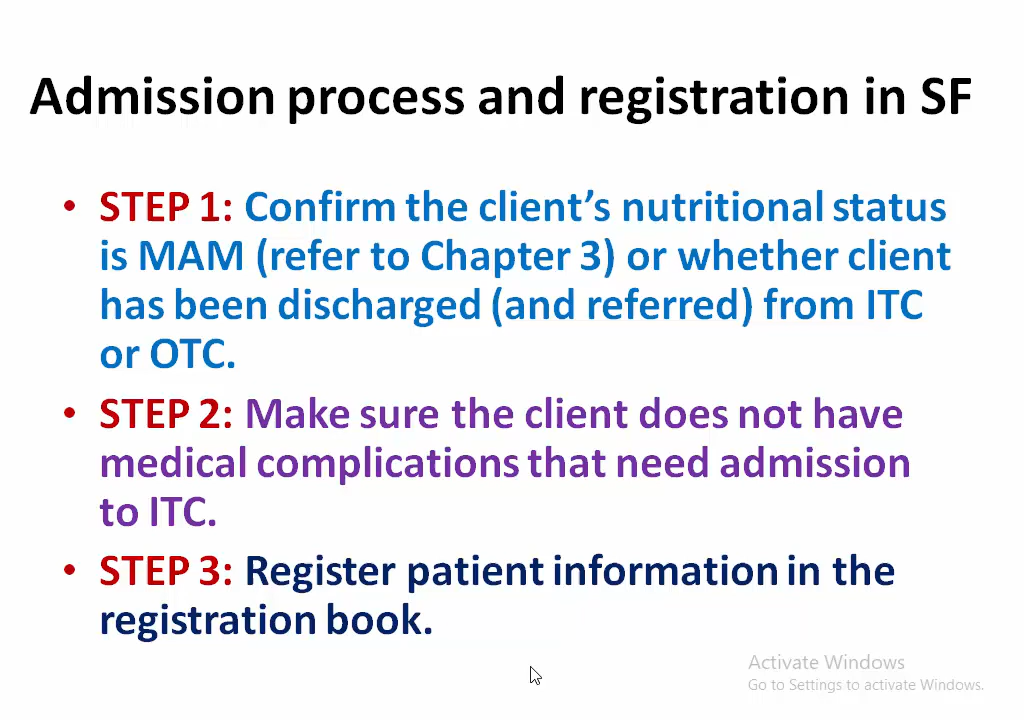 Admission process and registration in SF
• STEP 1: Confirm the client’s nutritional status
is MAM (refer to Chapter 3) or whether client
has been discharged (and referred) from ITC
or OTC.
• STEP 2: Make sure the client does not have
medical complications that need admission
to ITC.
• STEP 3: Register patient information in the
registration book.
Activate Windows
Go to Settings to activate Windows.